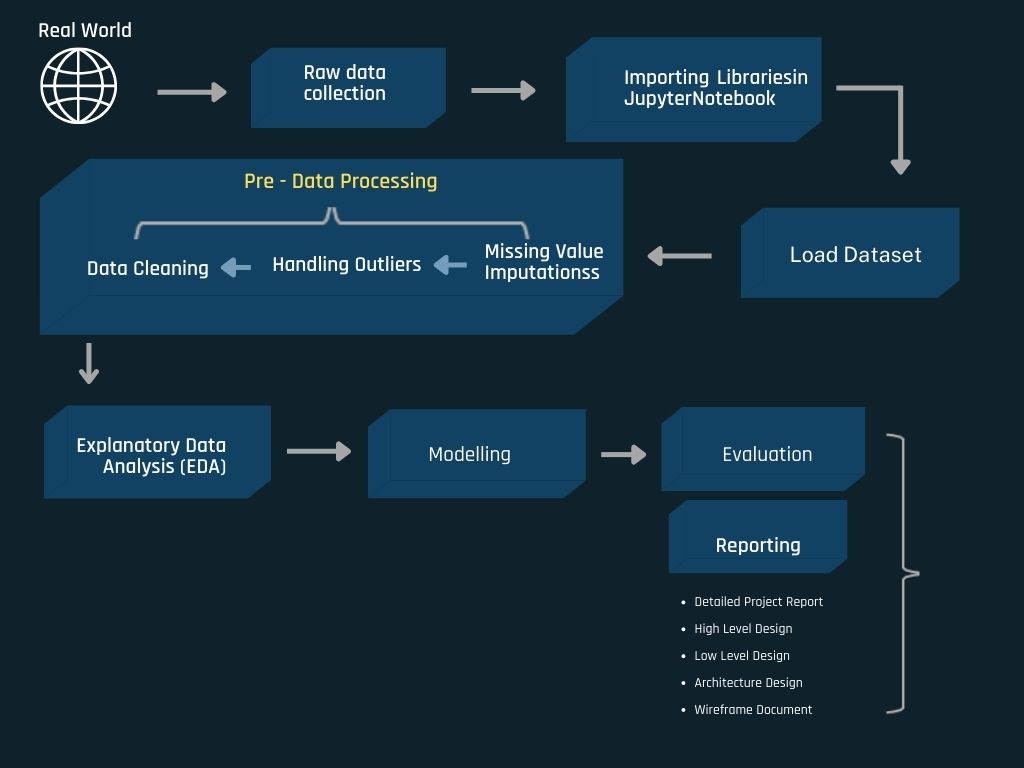 Real World
Raw data
collection
Importing Librariesin
JupyterNotebook
Pre - Data Processing
Data Cleaning
Handling Outliers
Missing Value
Imputationss
Load Dataset
Explanatory Data
Analysis (EDA)
Modelling
Evaluation
Reporting
• Detailed Project Report
• High Level Design
• Low Level Design
• Architecture Design
• Wireframe Document